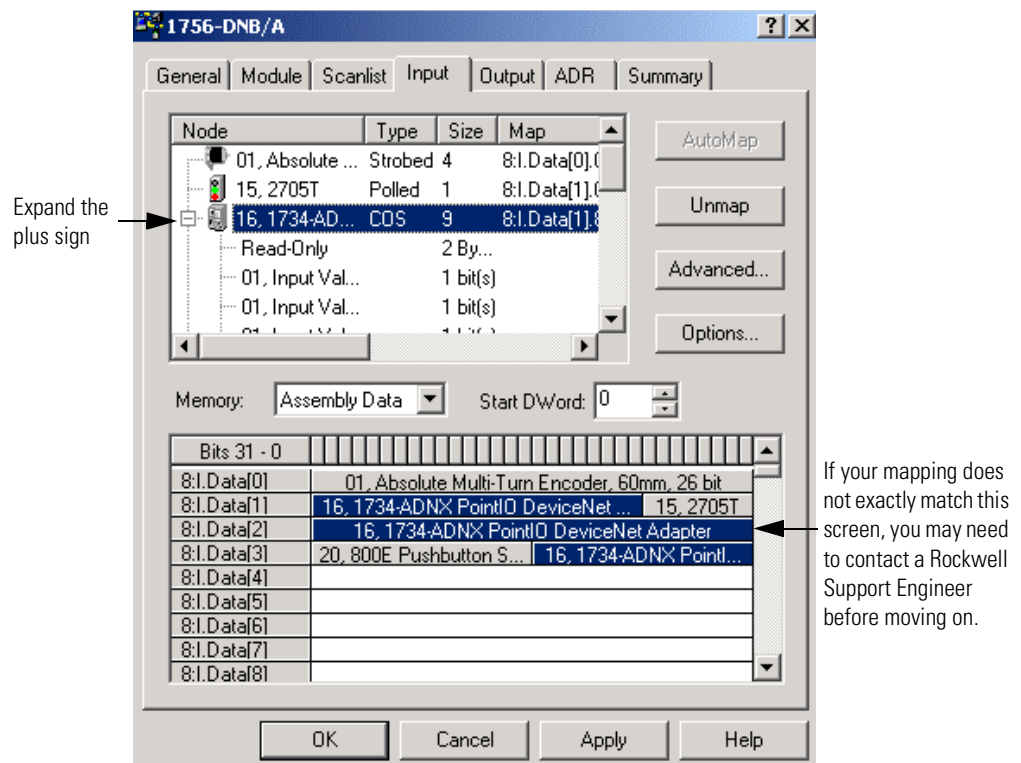 1756-DNB/A
General Module Scanlist Input Output ADR Summary
Node Type Size Map
01, Absolute ... Strobed 4 8:I.Data[0].
15, 2705T Polled 1 8:I.Data[1].
16, 1734-AD... COS 9 8:I.Data[1].
Read-Only 2 By...
01, Input Val... 1 bit(s)
01, Input Val... 1 bit(s)
AutoMap
Unmap
Advanced...
Options...
Expand the
plus sign
Memory: Assembly Data Start DWord: 0
Bits 31 - 0
8:I.Data[0] 01, Absolute Multi-Turn Encoder, 60mm, 26 bit
8:I.Data[1] 16, 1734-ADNX PointIO DeviceNet ... 15, 2705T
8:I.Data[2] 16, 1734-ADNX PointIO DeviceNet Adapter
8:I.Data[3] 20, 800E Pushbutton S... 16, 1734-ADNX PointI...
8:I.Data[4]
8:I.Data[5]
8:I.Data[6]
8:I.Data[7]
8:I.Data[8]
If your mapping does
not exactly match this
screen, you may need
to contact a Rockwell
Support Engineer
before moving on.
OK Cancel Apply Help